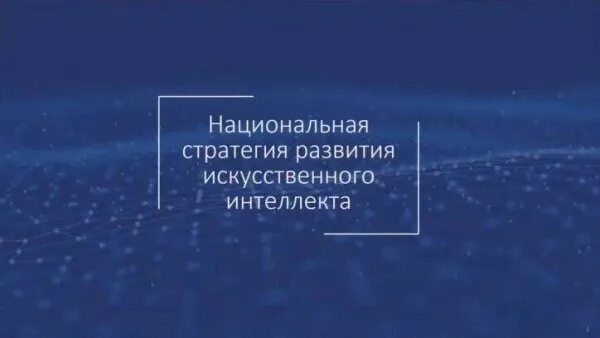 Национальная
стратегия развития
искусственного
интеллекта